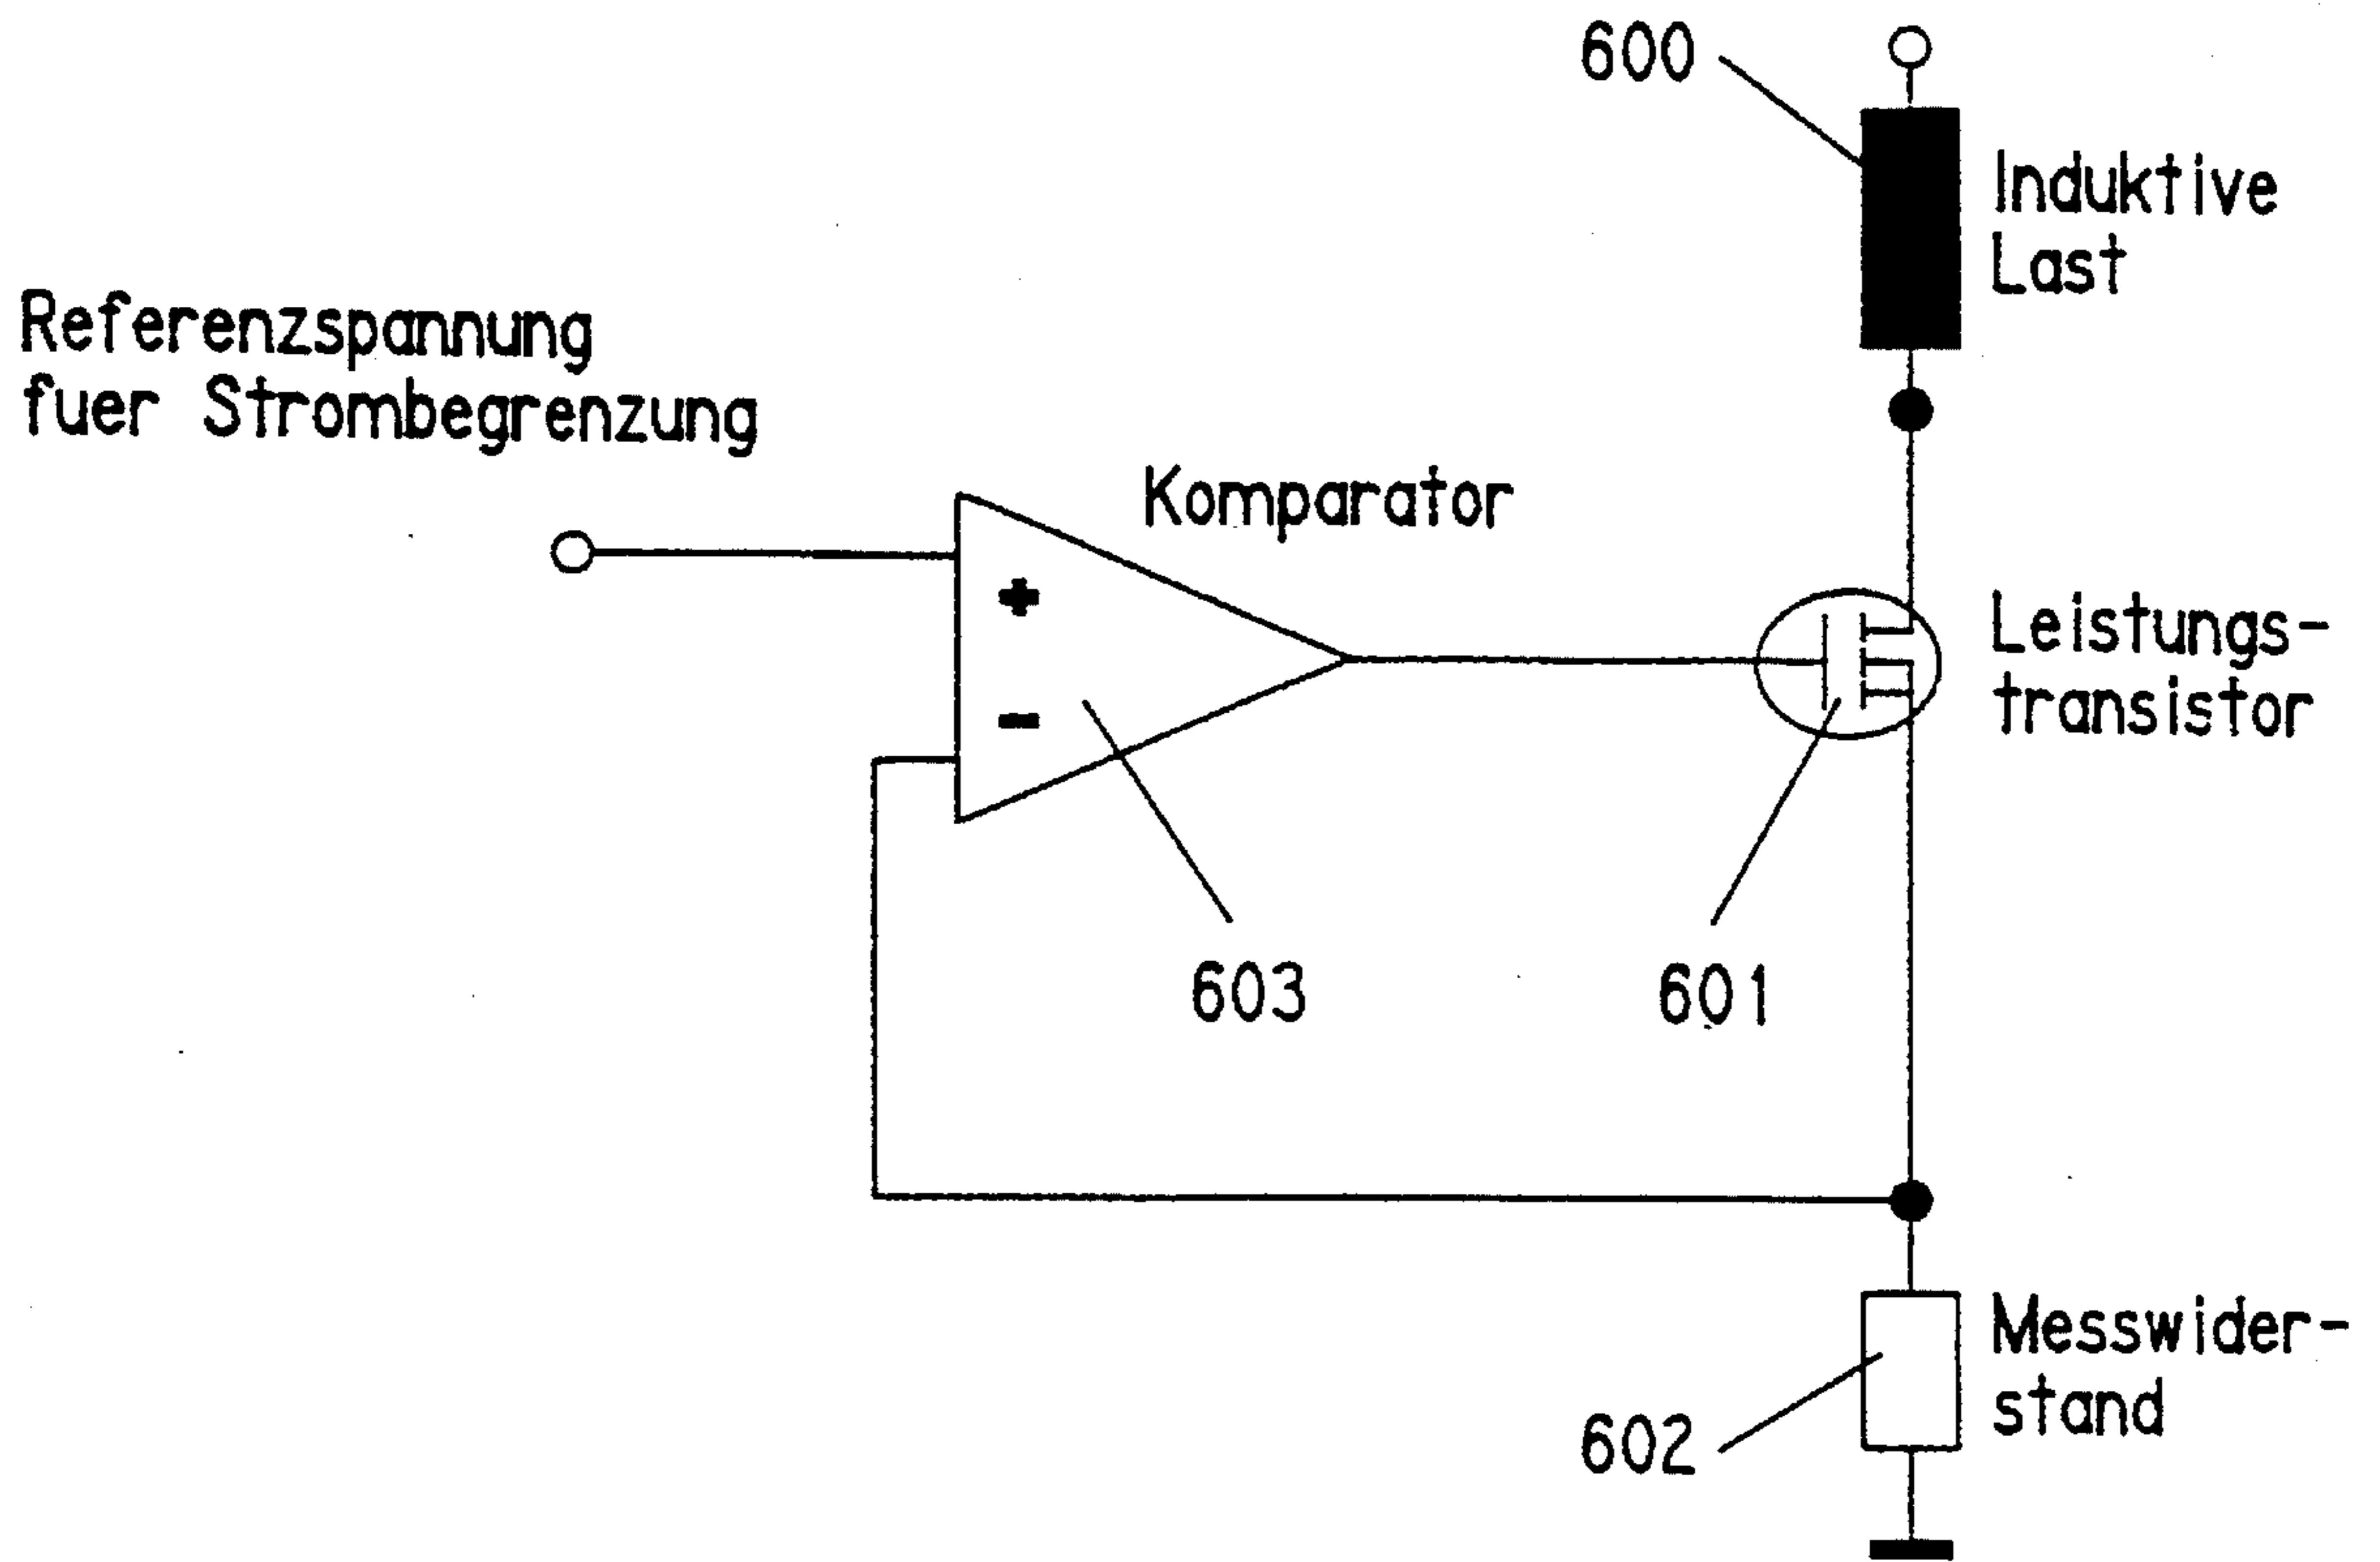 600
Induktive
Last
Referenzspannung
fuer Strombegrenzung
Komparator
+
-
Leistungs-
transistor
603
601
Messwider-
stand
602